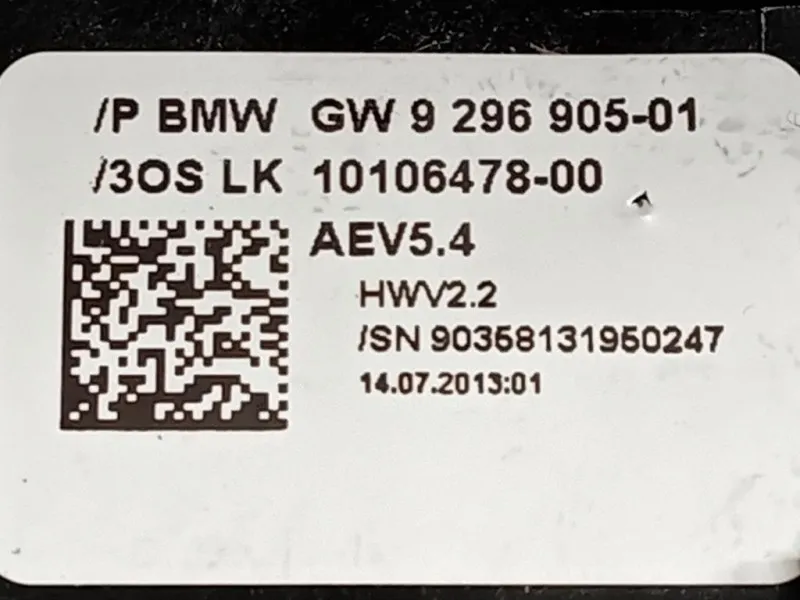 /P BMW GW 9 296 905-01
/3OS LK 10106478-00
AEV5.4
HWV2.2
/SN 90358131950247
14.07.2013:01